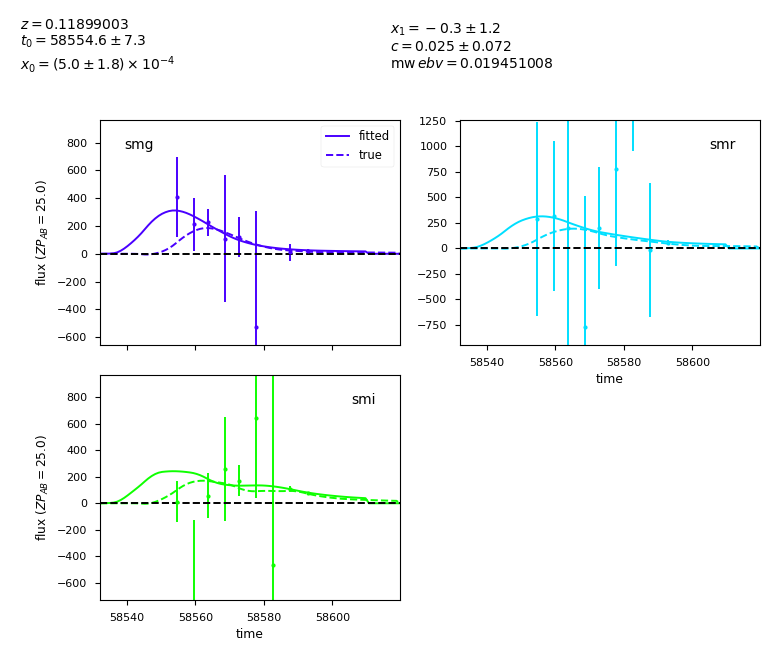 z = 0.11899003
t₀ = 58554.6 ± 7.3
x₀ = (5.0 ± 1.8) × 10⁻⁴
x₁ = −0.3 ± 1.2
c = 0.025 ± 0.072
mw ebv = 0.019451008
smg
fitted
true
800
600
400
200
0
−200
−400
−600
flux (ZP_AB = 25.0)
smr
1250
1000
750
500
250
0
−250
−500
−750
58540 58560 58580 58600
time
smi
800
600
400
200
0
−200
−400
−600
flux (ZP_AB = 25.0)
58540 58560 58580 58600
time